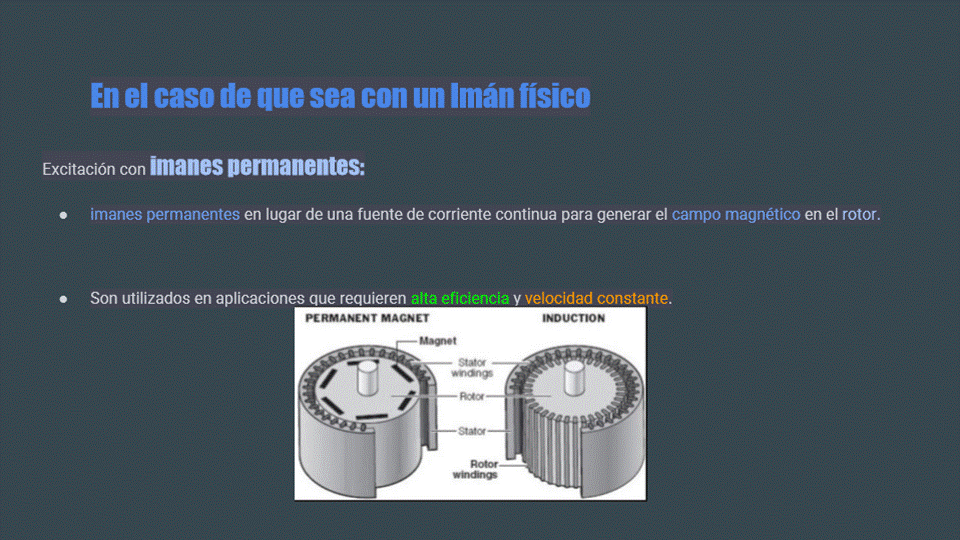 En el caso de que sea con un Imán físico
Excitación con imanes permanentes:
● imanes permanentes en lugar de una fuente de corriente continua para generar el campo magnético en el rotor.
● Son utilizados en aplicaciones que requieren alta eficiencia y velocidad constante.
PERMANENT MAGNET
INDUCTION
Magnet
Stator
windings
Rotor
Stator
Rotor
windings